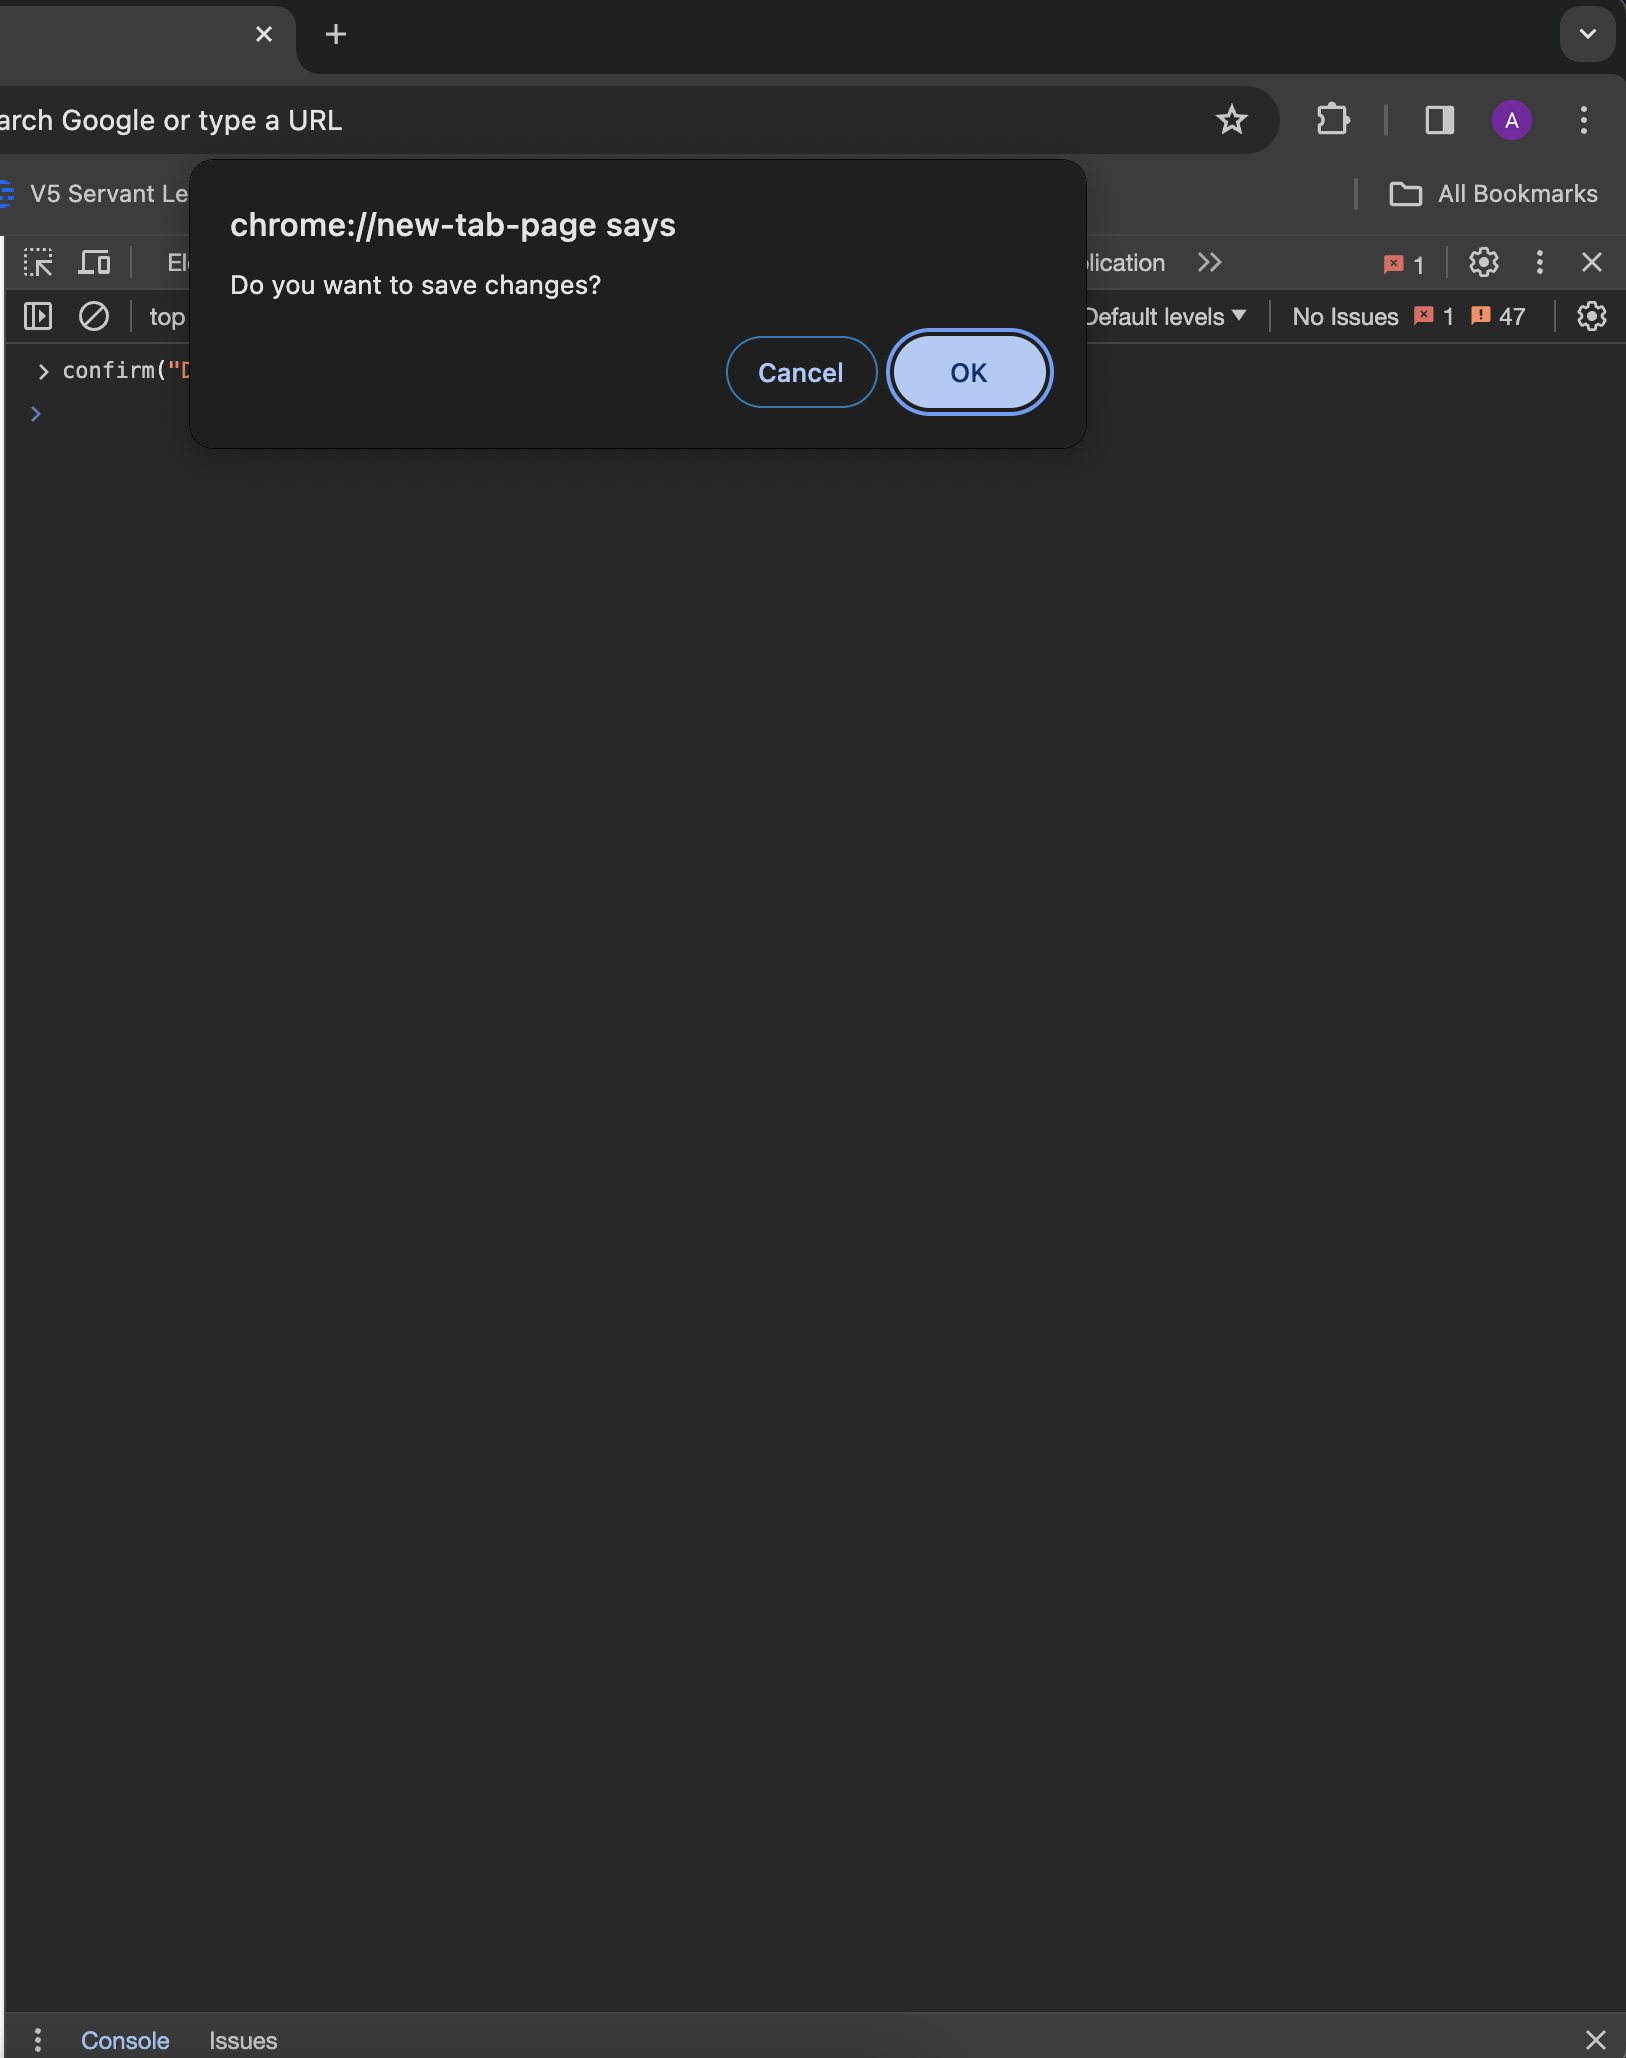 arch Google or type a URL
A
V5 Servant Le
All Bookmarks
chrome://new-tab-page says
Do you want to save changes?
Cancel
OK
El
lication
1
top
Default levels
No Issues
1
47
confirm("D
Console
Issues